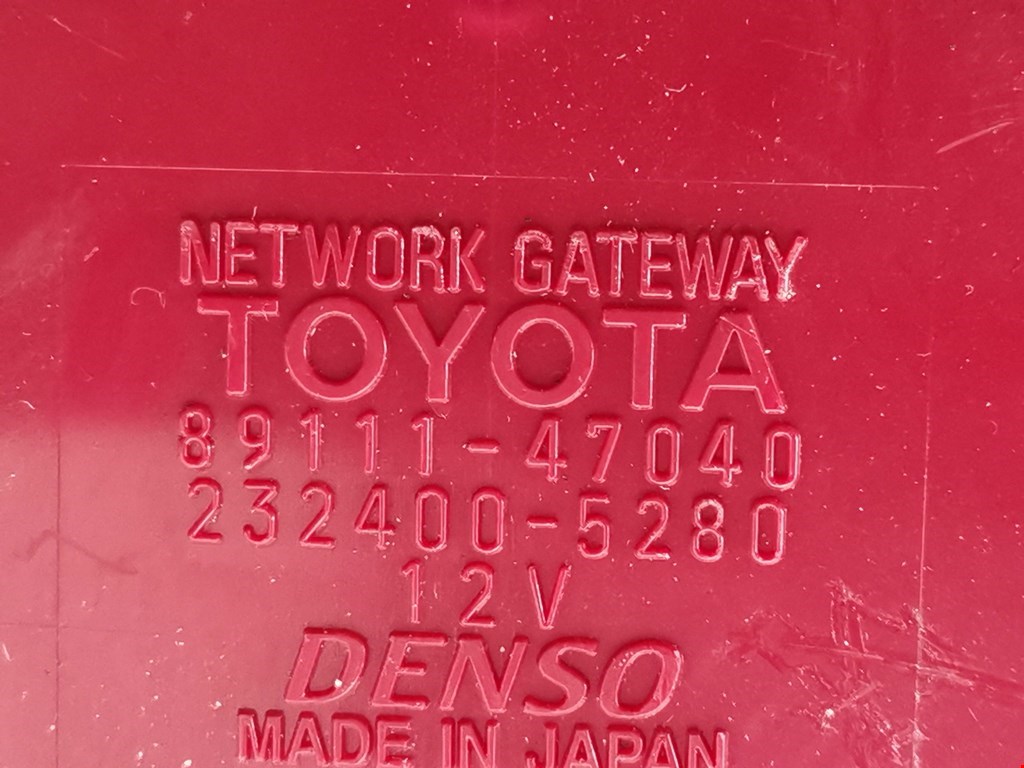 NETWORK GATEWAY
TOYOTA
89111-47040
232400-5280
12V
DENSO
MADE IN JAPAN